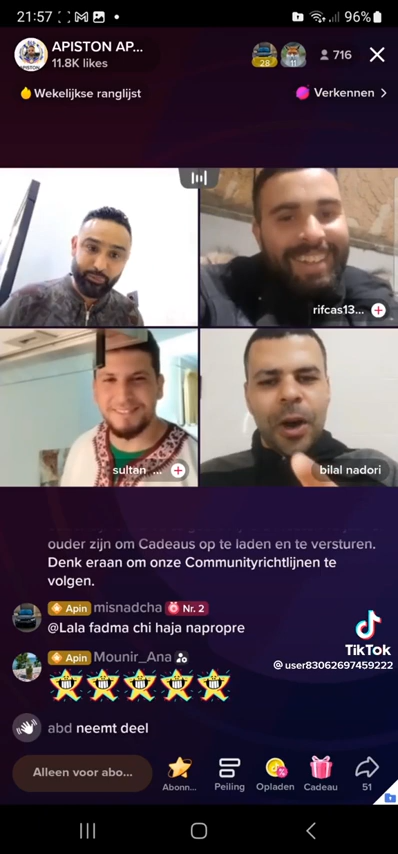 21:57
96%
APISTON AP...
11.8K likes
28
11
716
Wekelijkse ranglijst
Verkennen >
rifcas13...
sultan_...
bilal nadori
ouder zijn om Cadeaus op te laden en te versturen.
Denk eraan om onze Communityrichtlijnen te
volgen.
Apin misnadcha Nr. 2
@Lala fadma chi haja napropre
Apin Mounir_Ana
TikTok
@user83062697459222
abd neemt deel
Alleen voor abo...
Abonn...
Peiling
Opladen
Cadeau
51